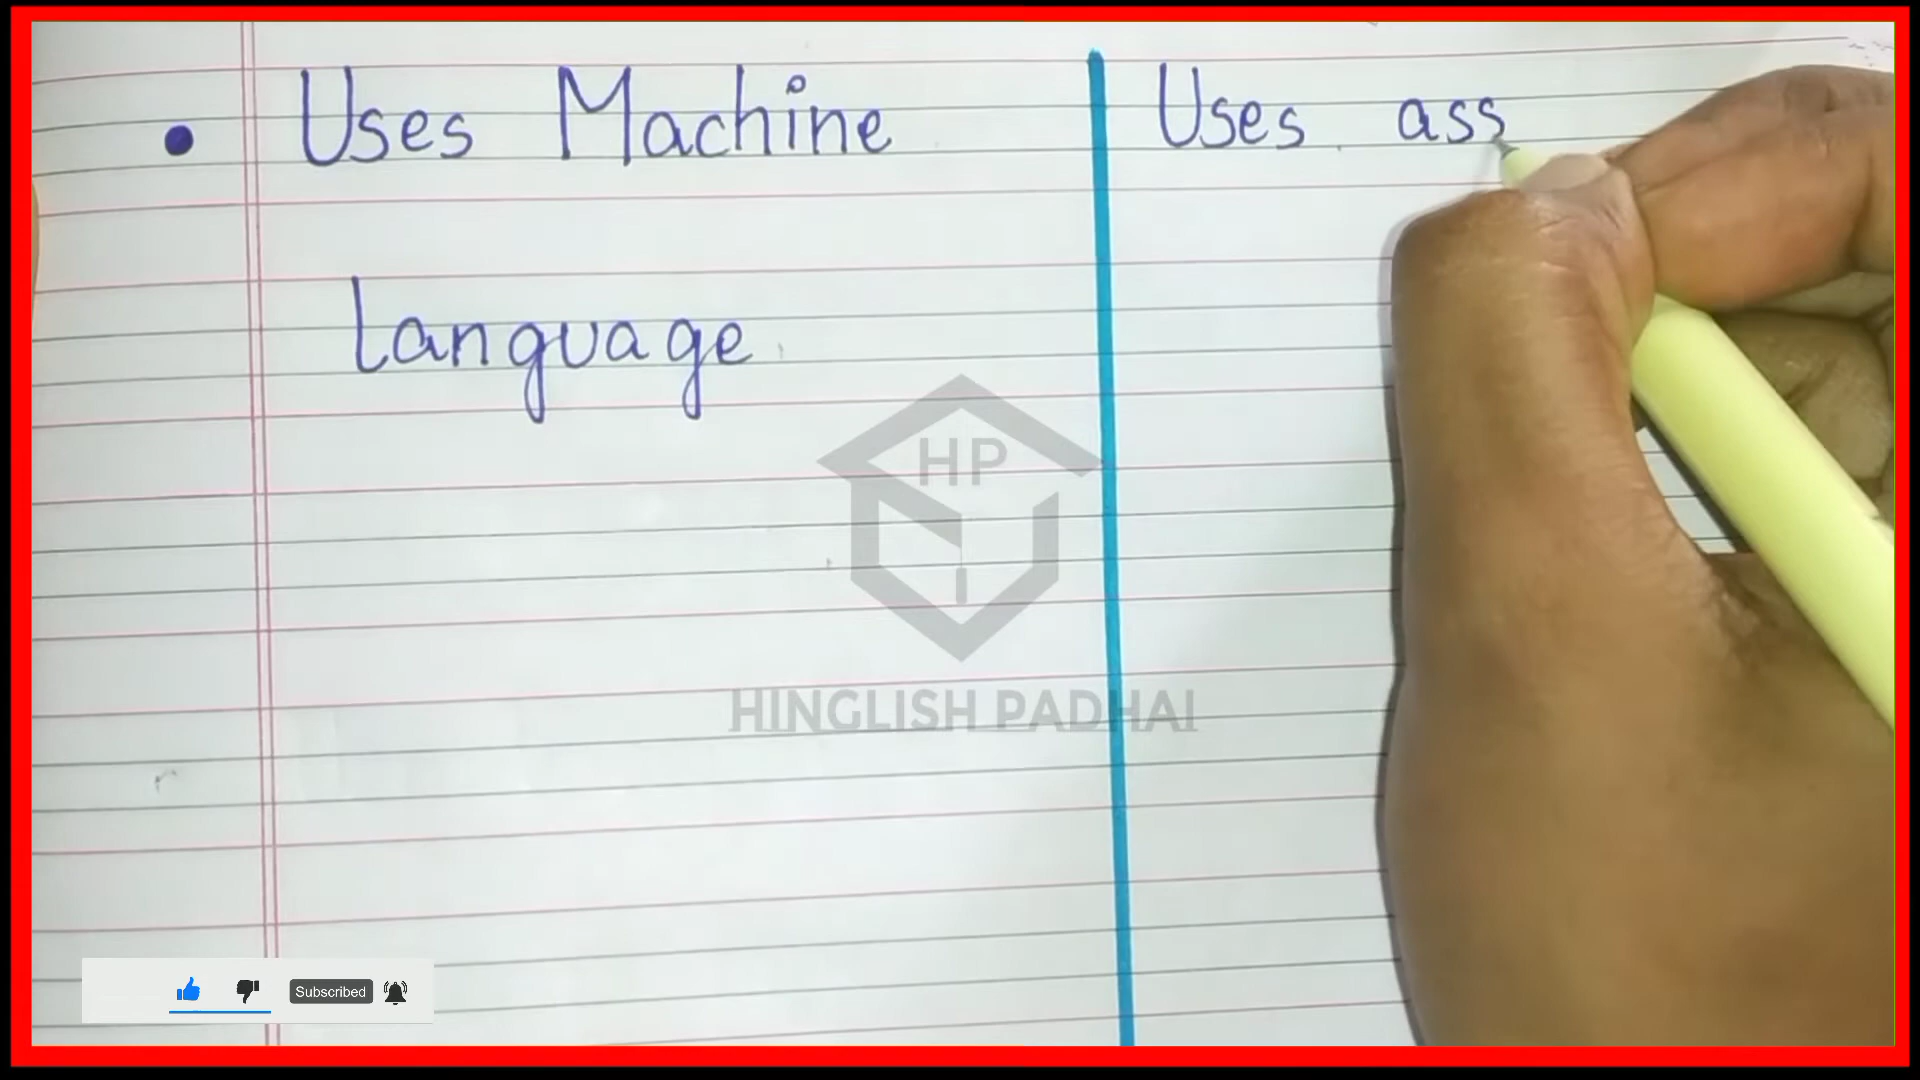 Uses Machine
language
Uses ass
HP
HINGLISH PADHAI
Subscribed